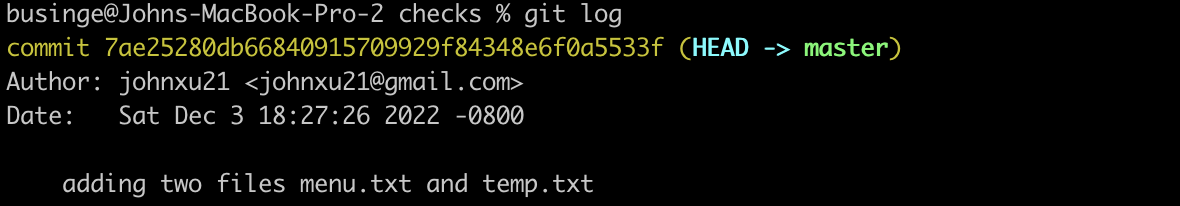 businge@Johns-MacBook-Pro-2 checks % git log
commit 7ae25280db66840915709929f84348e6f0a5533f (HEAD -> master)
Author: johnxu21 <johnxu21@gmail.com>
Date:   Sat Dec 3 18:27:26 2022 -0800
    adding two files menu.txt and temp.txt